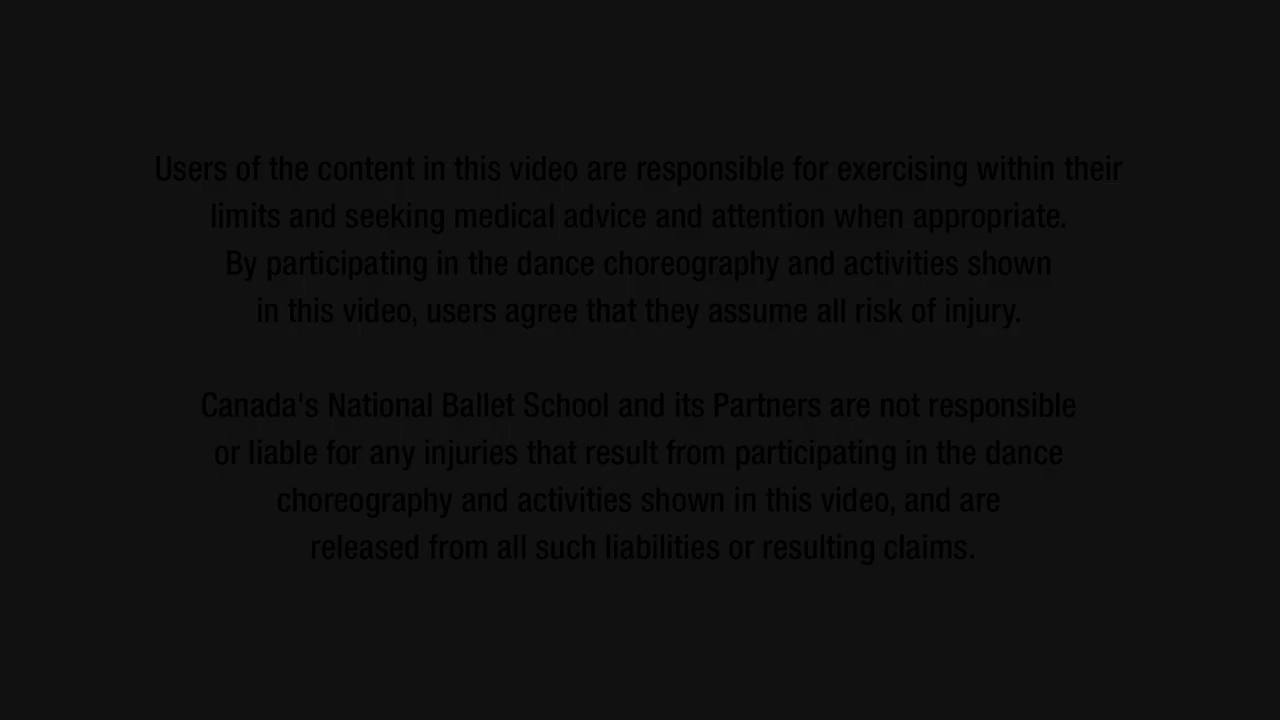 Users of the content in this video are responsible for exercising within their
limits and seeking medical advice and attention when appropriate.
By participating in the dance choreography and activities shown
in this video, users agree that they assume all risk of injury.
Canada's National Ballet School and its Partners are not responsible
or liable for any injuries that result from participating in the dance
choreography and activities shown in this video, and are
released from all such liabilities or resulting claims.